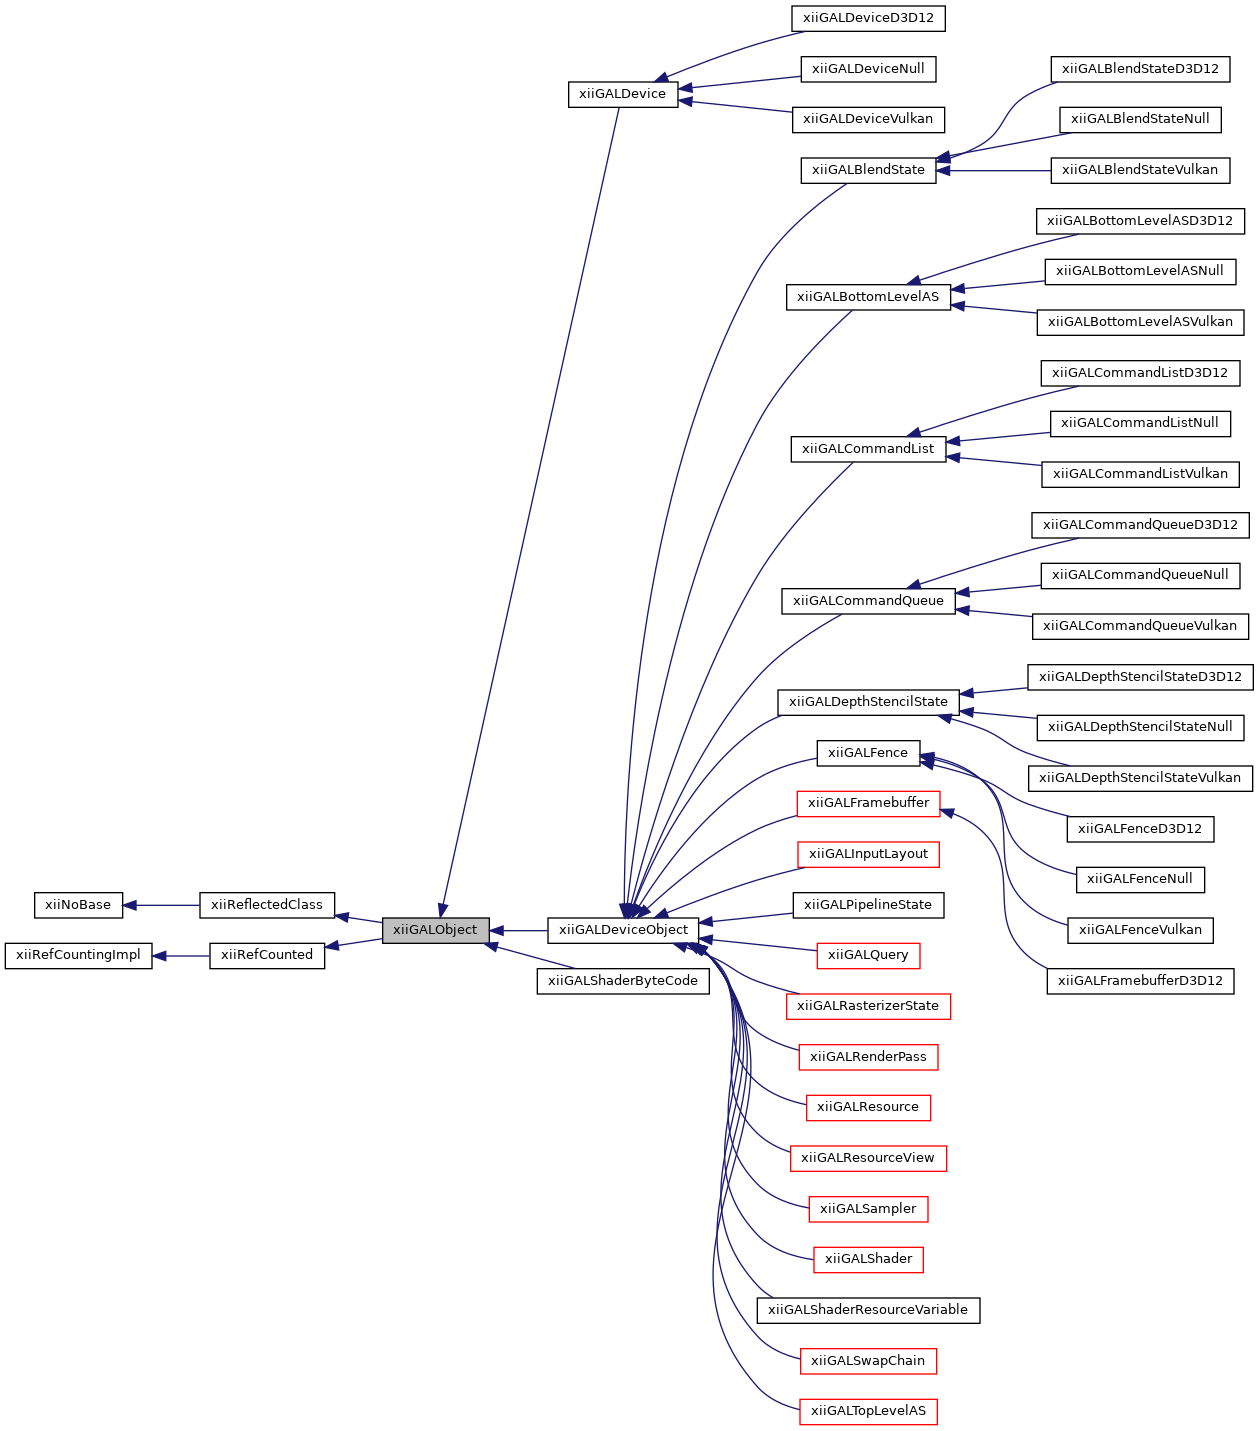 xiiGALDeviceD3D12
xiiGALDeviceNull
xiiGALDevice
xiiGALDeviceVulkan
xiiGALBlendStateD3D12
xiiGALBlendStateNull
xiiGALBlendState
xiiGALBlendStateVulkan
xiiGALBottomLevelASD3D12
xiiGALBottomLevelASNull
xiiGALBottomLevelAS
xiiGALBottomLevelASVulkan
xiiGALCommandListD3D12
xiiGALCommandListNull
xiiGALCommandList
xiiGALCommandListVulkan
xiiGALCommandQueueD3D12
xiiGALCommandQueueNull
xiiGALCommandQueue
xiiGALCommandQueueVulkan
xiiGALDepthStencilStateD3D12
xiiGALDepthStencilState
xiiGALDepthStencilStateNull
xiiGALFence
xiiGALDepthStencilStateVulkan
xiiGALFramebuffer
xiiGALFenceD3D12
xiiGALInputLayout
xiiGALFenceNull
xiiNoBase
xiiReflectedClass
xiiGALPipelineState
xiiGALObject
xiiGALDeviceObject
xiiGALFenceVulkan
xiiRefCountingImpl
xiiRefCounted
xiiGALQuery
xiiGALShaderByteCode
xiiGALFramebufferD3D12
xiiGALRasterizerState
xiiGALRenderPass
xiiGALResource
xiiGALResourceView
xiiGALSampler
xiiGALShader
xiiGALShaderResourceVariable
xiiGALSwapChain
xiiGALTopLevelAS